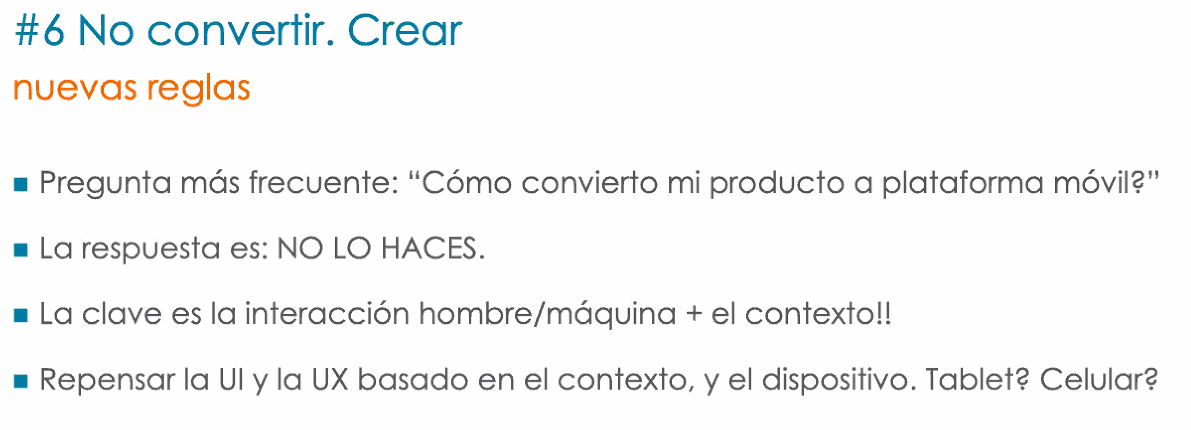 #6 No convertir. Crear
nuevas reglas
▪ Pregunta más frecuente: “Cómo convierto mi producto a plataforma móvil?”
▪ La respuesta es: NO LO HACES.
▪ La clave es la interacción hombre/máquina + el contexto!!
▪ Repensar la UI y la UX basado en el contexto, y el dispositivo. Tablet? Celular?